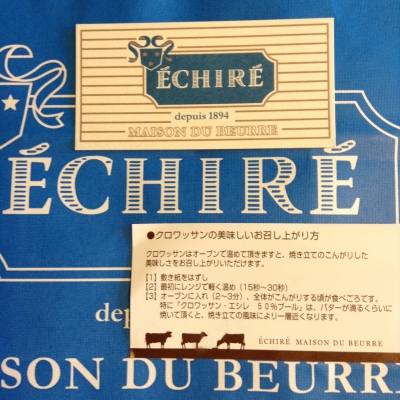 ÉCHIRÉ
depuis 1894
MAISON DU BEURRE
ÉCHIRÉ
●クロワッサンの美味しいお召し上がり方
クロワッサンはオーブンで温めて頂きますと、焼き立てのこんがりした
美味しさをお召し上がりいただけます。
【1】敷き紙をはずし
【2】最初にレンジで軽く温め(15秒〜30秒)
【3】オーブンに入れ(2〜3分)、全体がこんがりする頃が食べごろです。
特に「クロワッサン・エシレ 50%ブール」は、バターが滴るくらいに
焼いて頂くと、焼き立ての風味により一層近くなります。
ÉCHIRÉ MAISON DU BEURRE
dep
SON DU BEURR